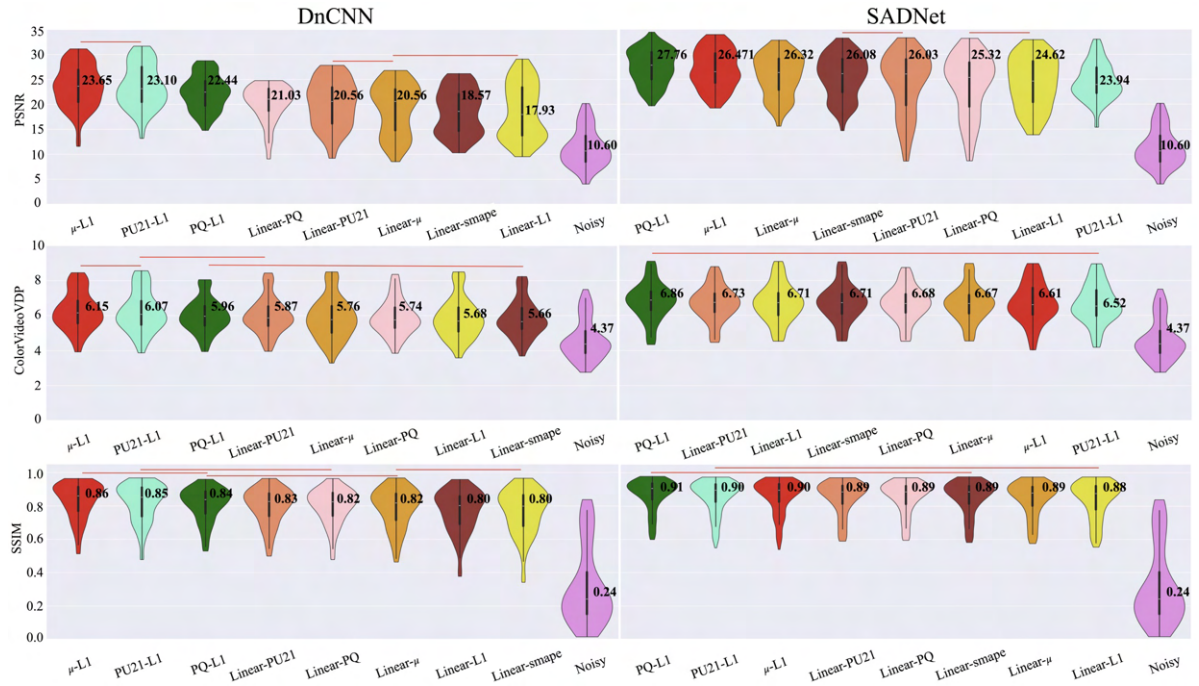 DnCNN
SADNet
PSNR
35
30
25
20
15
10
5
0
23.65 23.10 22.44 21.03 20.56 20.56 18.57 17.93 10.60
27.76 26.471 26.32 26.08 26.03 25.32 24.62 23.94 10.60
μ-L1 PU21-L1 PQ-L1 Linear-PQ Linear-PU21 Linear-μ Linear-smape Linear-L1 Noisy
PQ-L1 μ-L1 Linear-μ Linear-smape Linear-PU21 Linear-PQ Linear-L1 PU21-L1 Noisy
ColorVideoVDP
10
8
6
4
2
0
6.15 6.07 5.96 5.87 5.76 5.74 5.68 5.66 4.37
6.86 6.73 6.71 6.71 6.68 6.67 6.61 6.52 4.37
μ-L1 PU21-L1 PQ-L1 Linear-PU21 Linear-μ Linear-PQ Linear-L1 Linear-smape Noisy
PQ-L1 Linear-PU21 Linear-L1 Linear-smape Linear-PQ Linear-μ μ-L1 PU21-L1 Noisy
SSIM
1.0
0.8
0.6
0.4
0.2
0.0
0.86 0.85 0.84 0.83 0.82 0.82 0.80 0.80 0.24
0.91 0.90 0.90 0.89 0.89 0.89 0.89 0.88 0.24
μ-L1 PU21-L1 PQ-L1 Linear-PU21 Linear-PQ Linear-μ Linear-L1 Linear-smape Noisy
PQ-L1 PU21-L1 μ-L1 Linear-PU21 Linear-PQ Linear-smape Linear-μ Linear-L1 Noisy